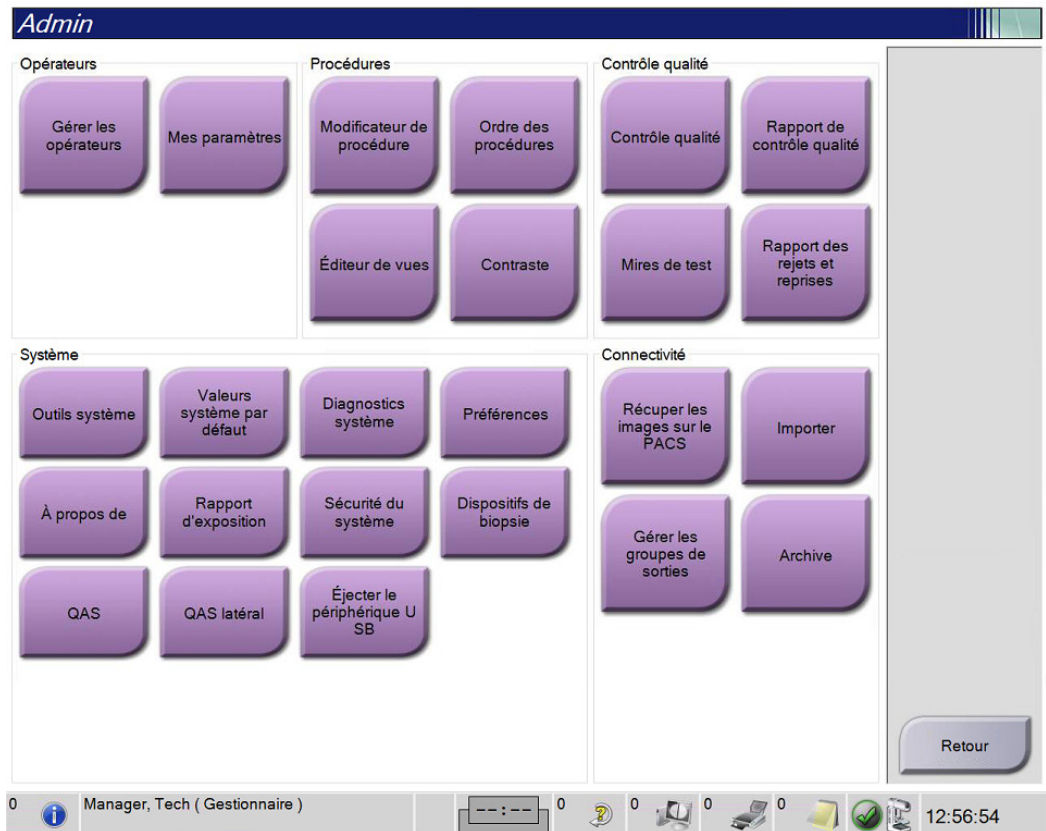 Admin
Opérateurs
Gérer les
opérateurs
Mes paramètres
Procédures
Modificateur de
procédure
Ordre des
procédures
Éditeur de vues
Contraste
Contrôle qualité
Contrôle qualité
Rapport de
contrôle qualité
Mires de test
Rapport des
rejets et
reprises
Système
Outils système
Valeurs
système par
défaut
Diagnostics
système
Préférences
À propos de
Rapport
d'exposition
Sécurité du
système
Dispositifs de
biopsie
QAS
QAS latéral
Éjecter le
périphérique U
SB
Connectivité
Récuper les
images sur le
PACS
Importer
Gérer les
groupes de
sorties
Archive
Retour
0 Manager, Tech ( Gestionnaire ) --:-- 0 0 0 0 12:56:54